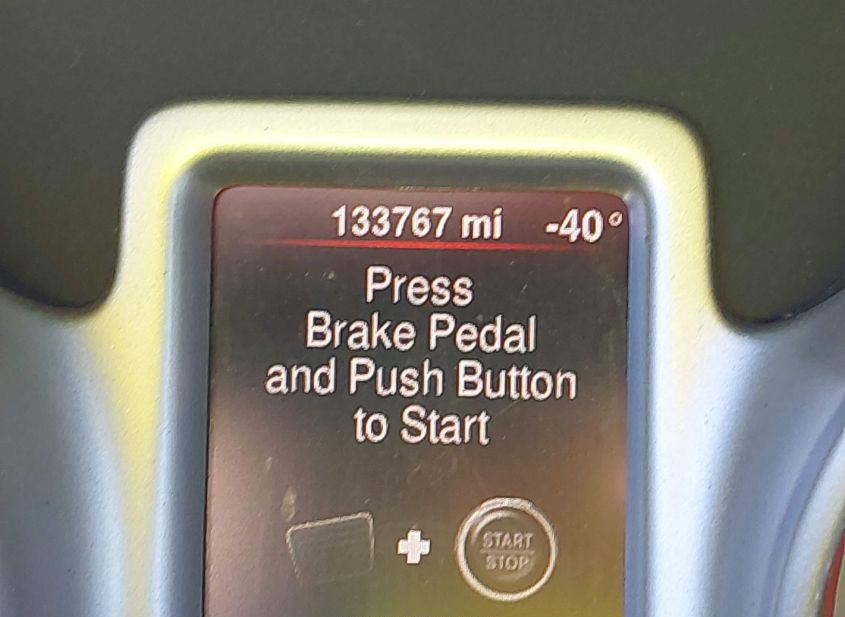 133767 mi -40°
Press
Brake Pedal
and Push Button
to Start
START
STOP